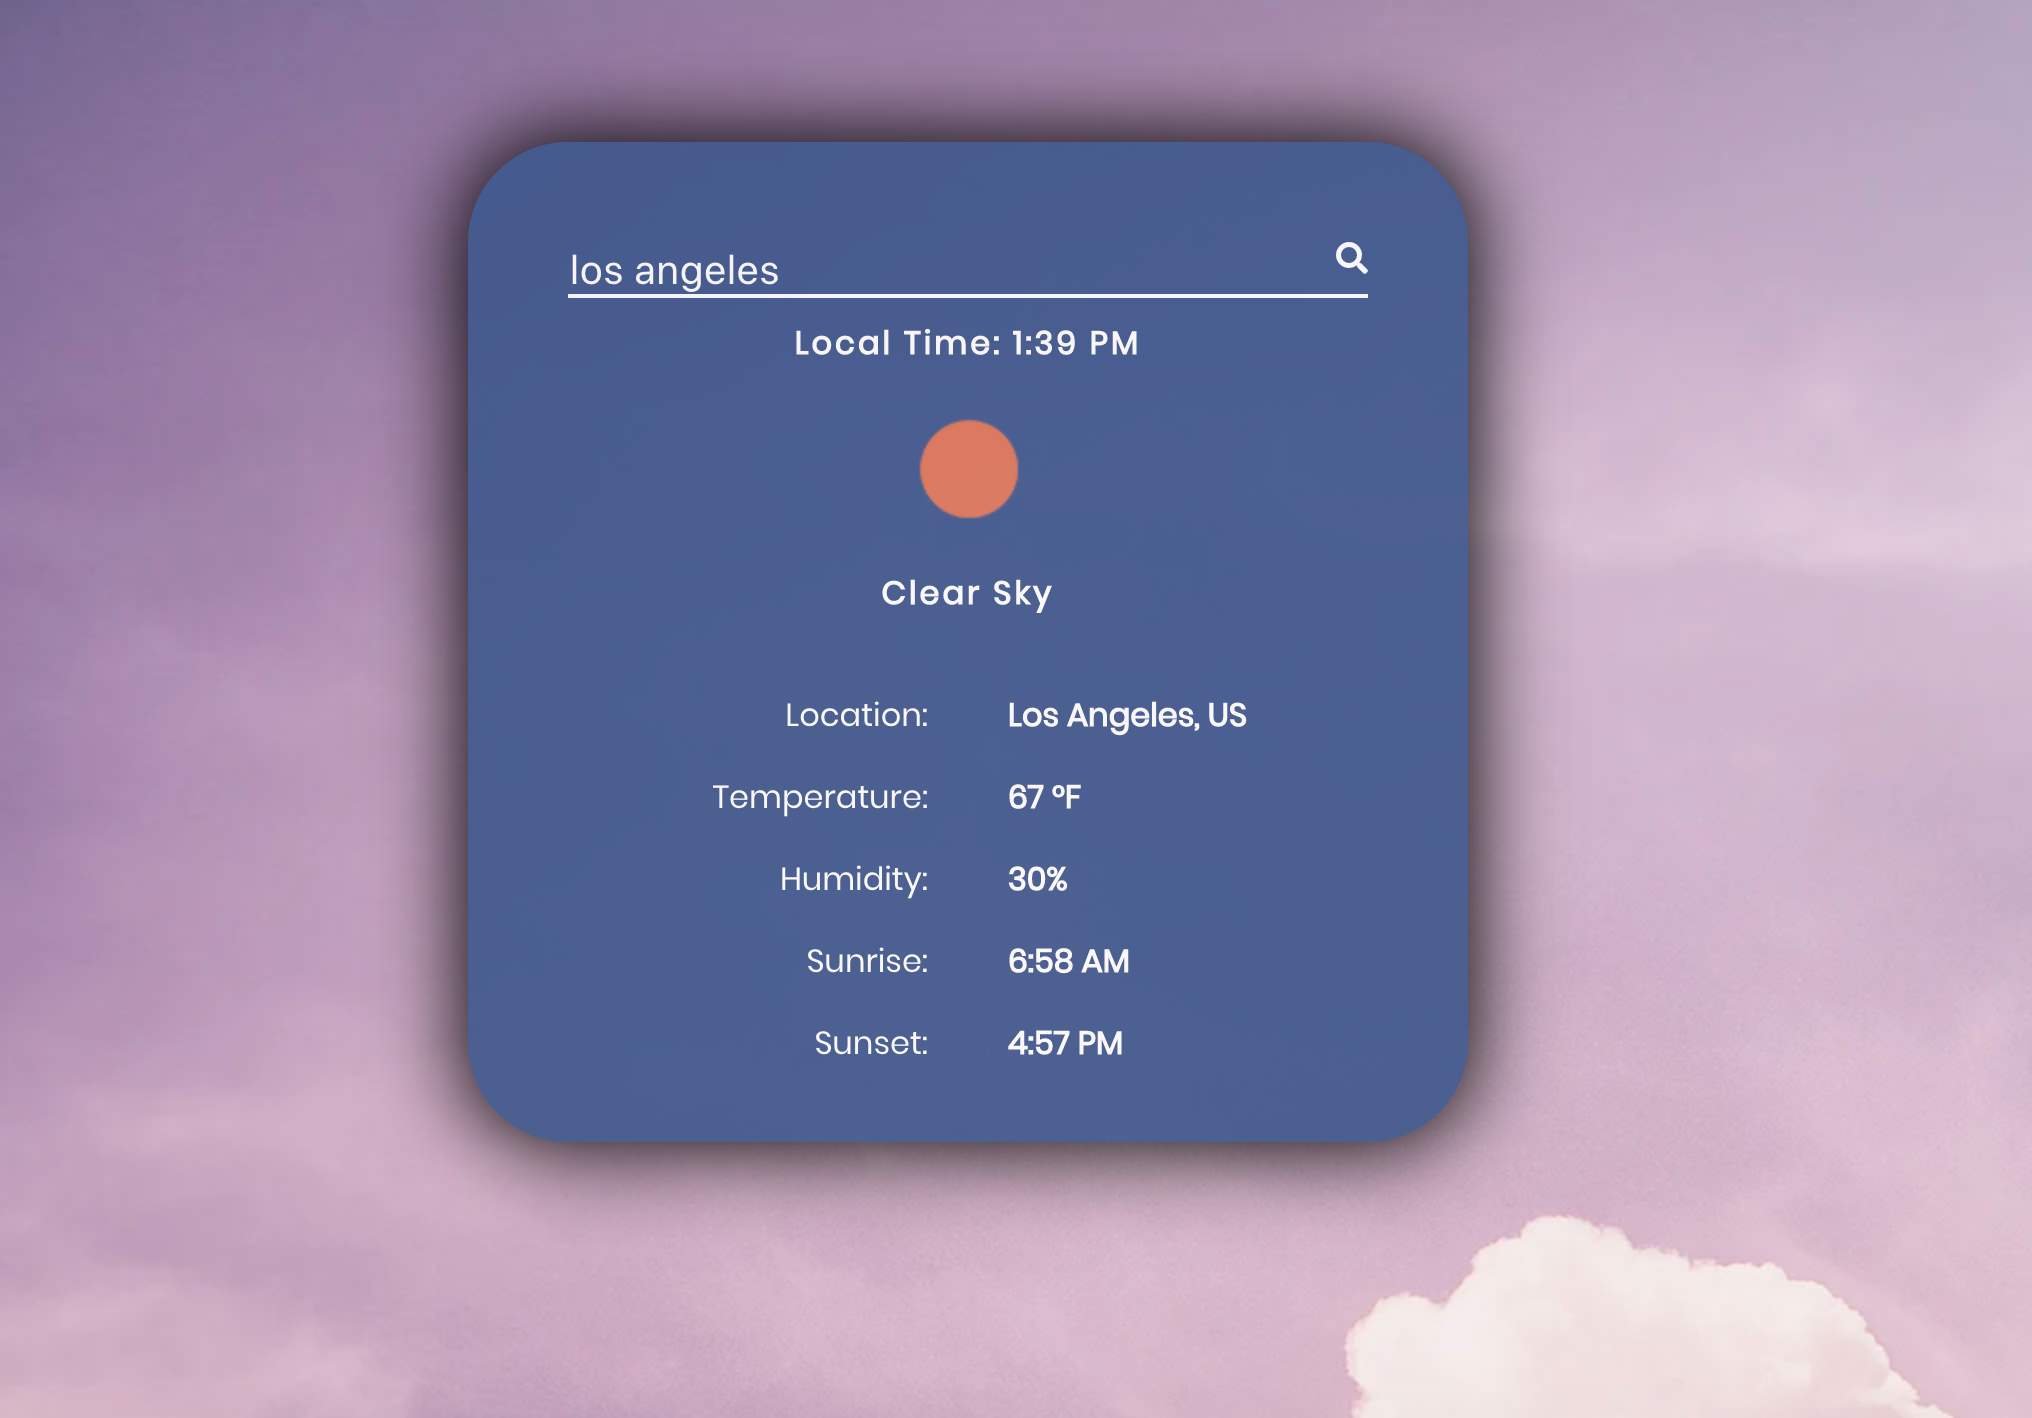 los angeles
Local Time: 1:39 PM
Clear Sky
Location: Los Angeles, US
Temperature: 67 ºF
Humidity: 30%
Sunrise: 6:58 AM
Sunset: 4:57 PM